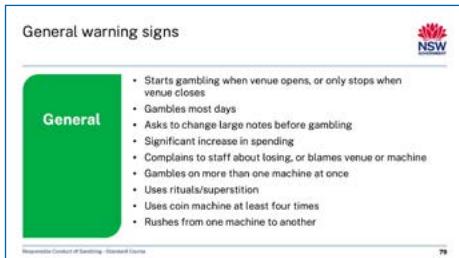 General warning signs
NSW
GOVERNMENT
General
• Starts gambling when venue opens, or only stops when
venue closes
• Gambles most days
• Asks to change large notes before gambling
• Significant increase in spending
• Complains to staff about losing, or blames venue or machine
• Gambles on more than one machine at once
• Uses rituals/superstition
• Uses coin machine at least four times
• Rushes from one machine to another
Responsible Conduct of Gambling - Standard Course
79